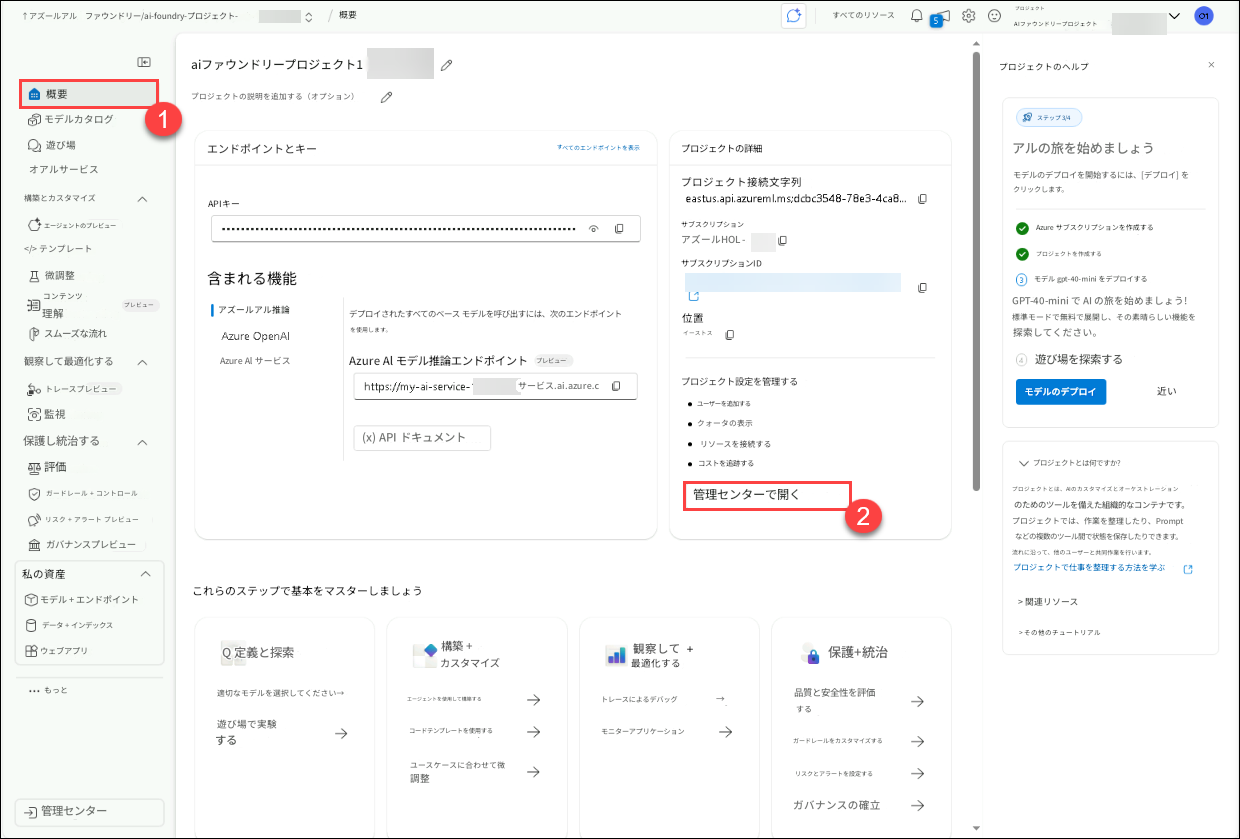 ↑アズールアル ファウンドリー/ai-foundry-プロジェクト-
/ 概要
すべてのリソース
5
プロジェクト
AIファウンドリープロジェクト
O1
概要
1
モデルカタログ
遊び場
オアルサービス
構築とカスタマイズ
エージェントのプレビュー
</> テンプレート
微調整
コンテンツ
理解
プレビュー
スムーズな流れ
観察して最適化する
トレースプレビュー
監視
保護し統治する
評価
ガードレール + コントロール
リスク + アラート プレビュー
ガバナンスプレビュー
私の資産
モデル + エンドポイント
データ + インデックス
ウェブアプリ
••• もっと
管理センター
aiファウンドリープロジェクト1
プロジェクトの説明を追加する (オプション)
エンドポイントとキー
すべてのエンドポイントを表示
APIキー
含まれる機能
アズールアル推論
Azure OpenAI
Azure AI サービス
デプロイされたすべてのベース モデルを呼び出すには、次のエンドポイント
を使用します。
Azure AI モデル推論エンドポイント プレビュー
https://my-ai-service-
サービス.ai.azure.c
(x) API ドキュメント
プロジェクトの詳細
プロジェクト接続文字列
eastus.api.azureml.ms;dcbc3548-78e3-4ca8...
サブスクリプション
アズールHOL -
サブスクリプションID
位置
イーストス
プロジェクト設定を管理する
● ユーザーを追加する
● クォータの表示
● リソースを接続する
● コストを追跡する
管理センターで開く
2
これらのステップで基本をマスターしましょう
Q 定義と探索
適切なモデルを選択してください→
遊び場で実験
する
構築 +
カスタマイズ
エージェントを使用して構築する
コードテンプレートを使用する
ユースケースに合わせて微
調整
観察して +
最適化する
トレースによるデバッグ
モニターアプリケーション
保護+統治
品質と安全性を評価
する
ガードレールをカスタマイズする
リスクとアラートを設定する
ガバナンスの確立
プロジェクトのヘルプ
ステップ 3/4
アルの旅を始めましょう
モデルのデプロイを開始するには、[デプロイ] を
クリックします。
Azure サブスクリプションを作成する
プロジェクトを作成する
3 モデル gpt-40-mini をデプロイする
GPT-40-mini で AI の旅を始めましょう!
標準モードで無料で展開し、その素晴らしい機能を
探索してください。
4 遊び場を探索する
モデルのデプロイ
近い
プロジェクトとは何ですか?
プロジェクトとは、AIのカスタマイズとオーケストレーション
のためのツールを備えた組織的なコンテナです。
プロジェクトでは、作業を整理したり、Prompt
などの複数のツール間で状態を保存したりできます。
流れに沿って、他のユーザーと共同作業を行います。
プロジェクトで仕事を整理する方法を学ぶ
> 関連リソース
> その他のチュートリアル